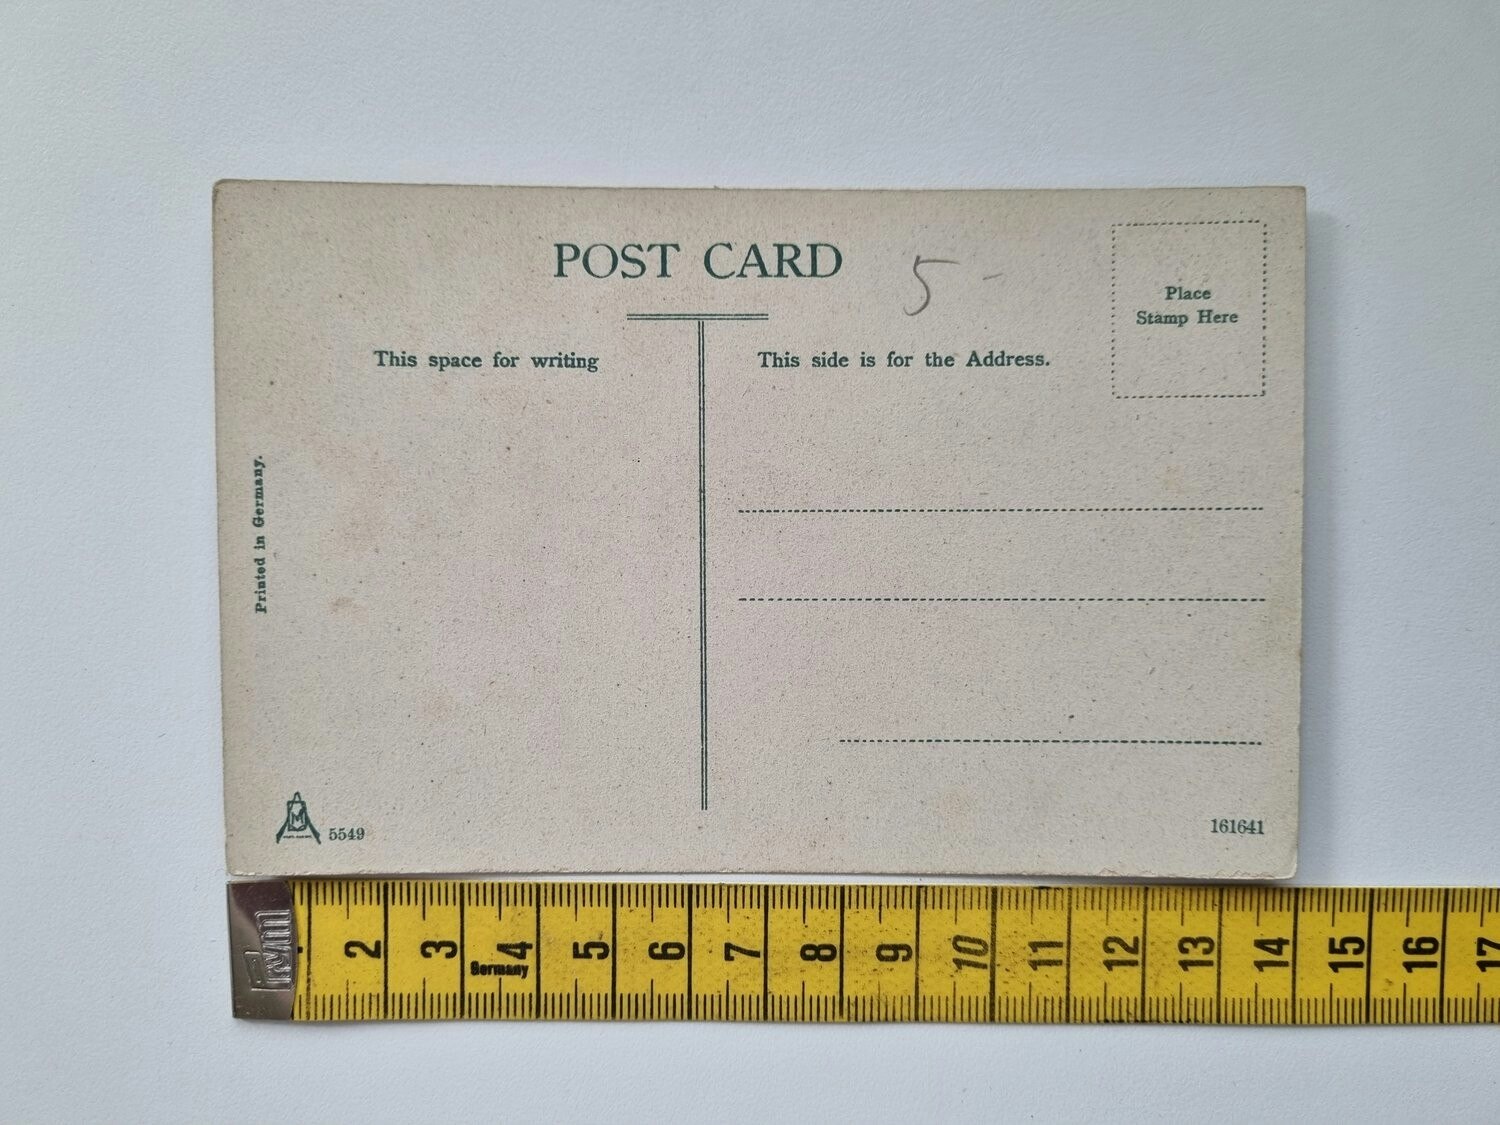 POST CARD
5 -
Place
Stamp Here
This space for writing
This side is for the Address.
Printed in Germany.
M
5549
161641
Prym
2 3 4 5 6 7 8 9 10 11 12 13 14 15 16 17
Germany